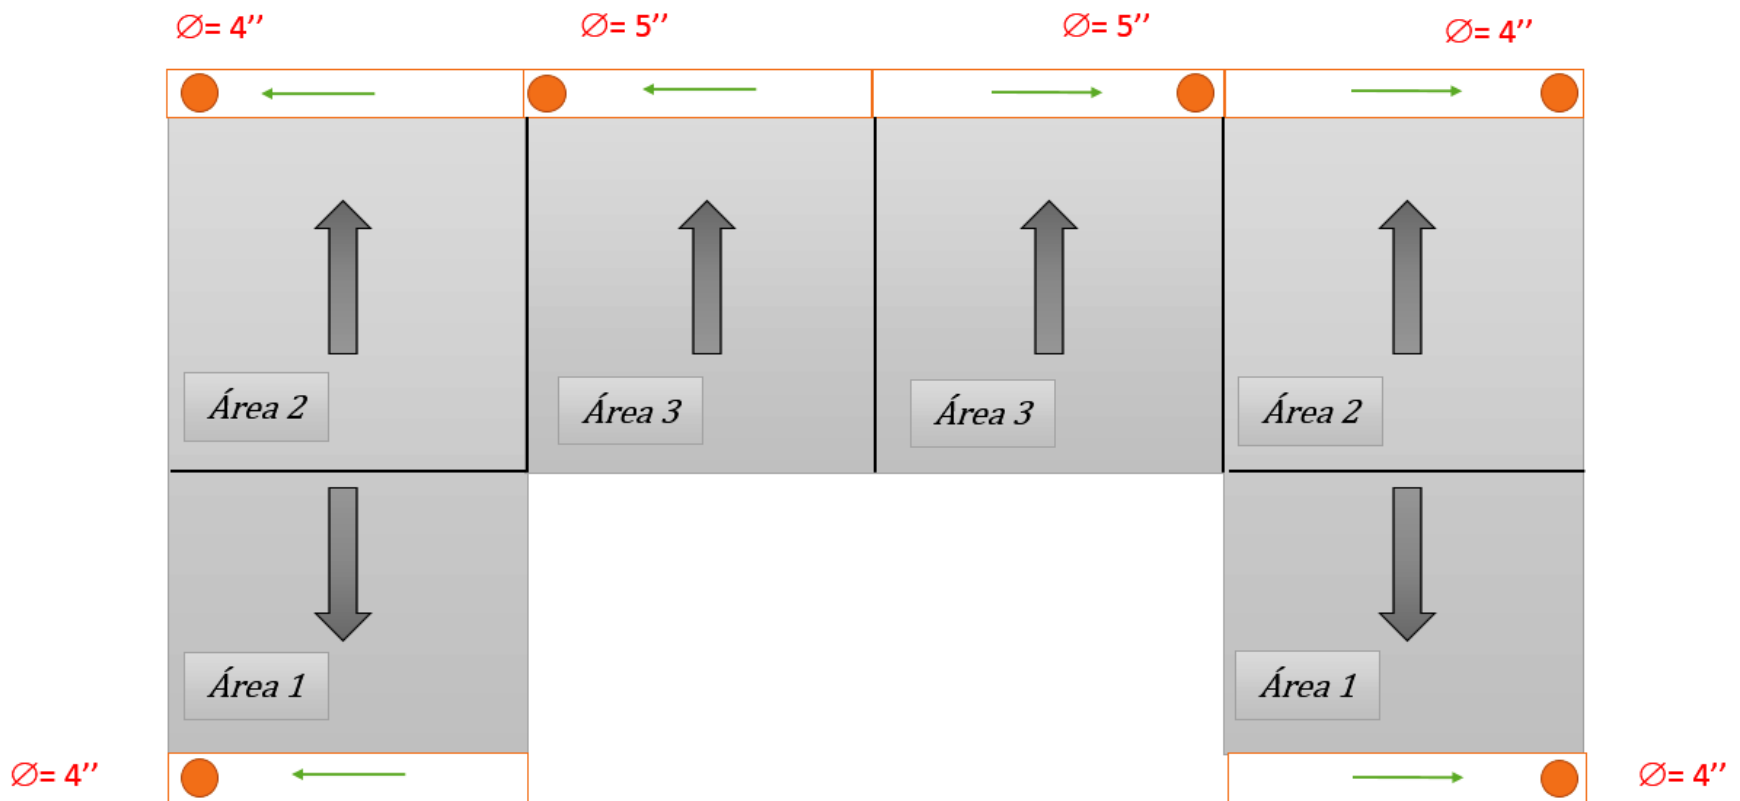 ∅= 4’’
∅= 5’’
∅= 5’’
∅= 4’’
Área 2
Área 3
Área 3
Área 2
Área 1
Área 1
∅= 4’’
∅= 4’’